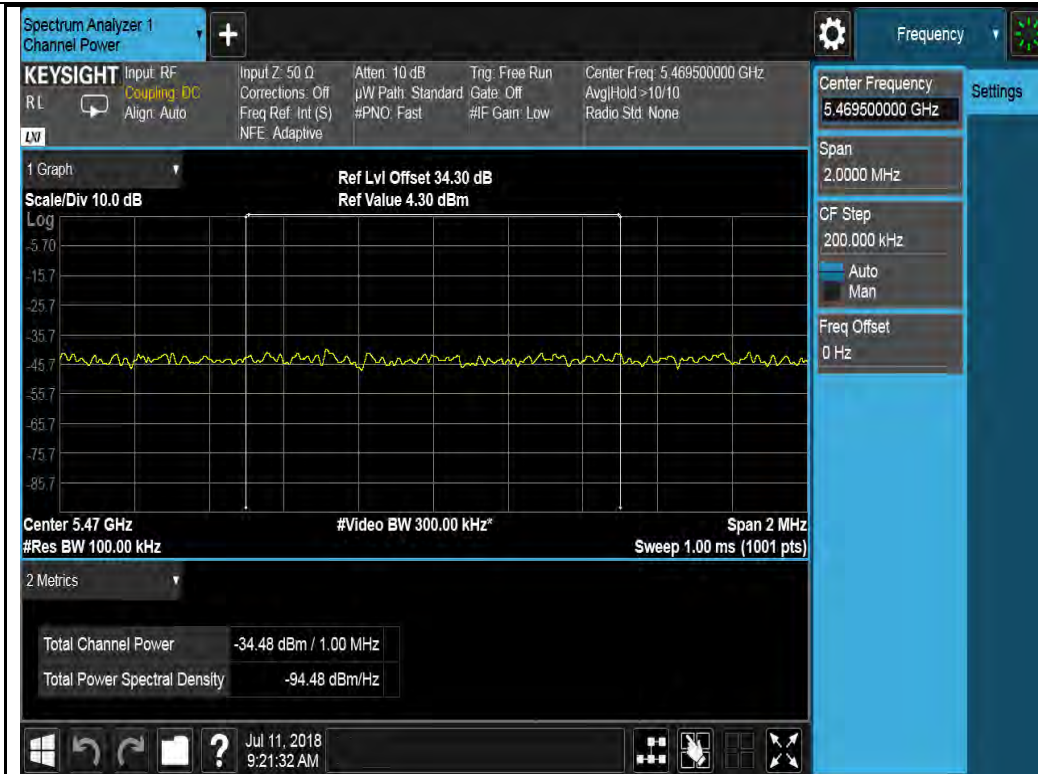 Spectrum Analyzer 1
Channel Power
+
Frequency
KEYSIGHT
R L
LXI
Input: RF
Coupling: DC
Align: Auto
Input Z: 50 Ω
Corrections: Off
Freq Ref: Int (S)
NFE: Adaptive
Atten: 10 dB
µW Path: Standard
#PNO: Fast
Trig: Free Run
Gate: Off
#IF Gain: Low
Center Freq: 5.469500000 GHz
Avg|Hold >10/10
Radio Std: None
Center Frequency
5.469500000 GHz
Settings
Span
2.0000 MHz
CF Step
200.000 kHz
Auto
Man
Freq Offset
0 Hz
1 Graph
Ref Lvl Offset 34.30 dB
Scale/Div 10.0 dB
Ref Value 4.30 dBm
Log
-5.70
-15.7
-25.7
-35.7
-45.7
-55.7
-65.7
-75.7
-85.7
Center 5.47 GHz
#Video BW 300.00 kHz*
Span 2 MHz
#Res BW 100.00 kHz
Sweep 1.00 ms (1001 pts)
2 Metrics
Total Channel Power -34.48 dBm / 1.00 MHz
Total Power Spectral Density -94.48 dBm/Hz
?
Jul 11, 2018
9:21:32 AM